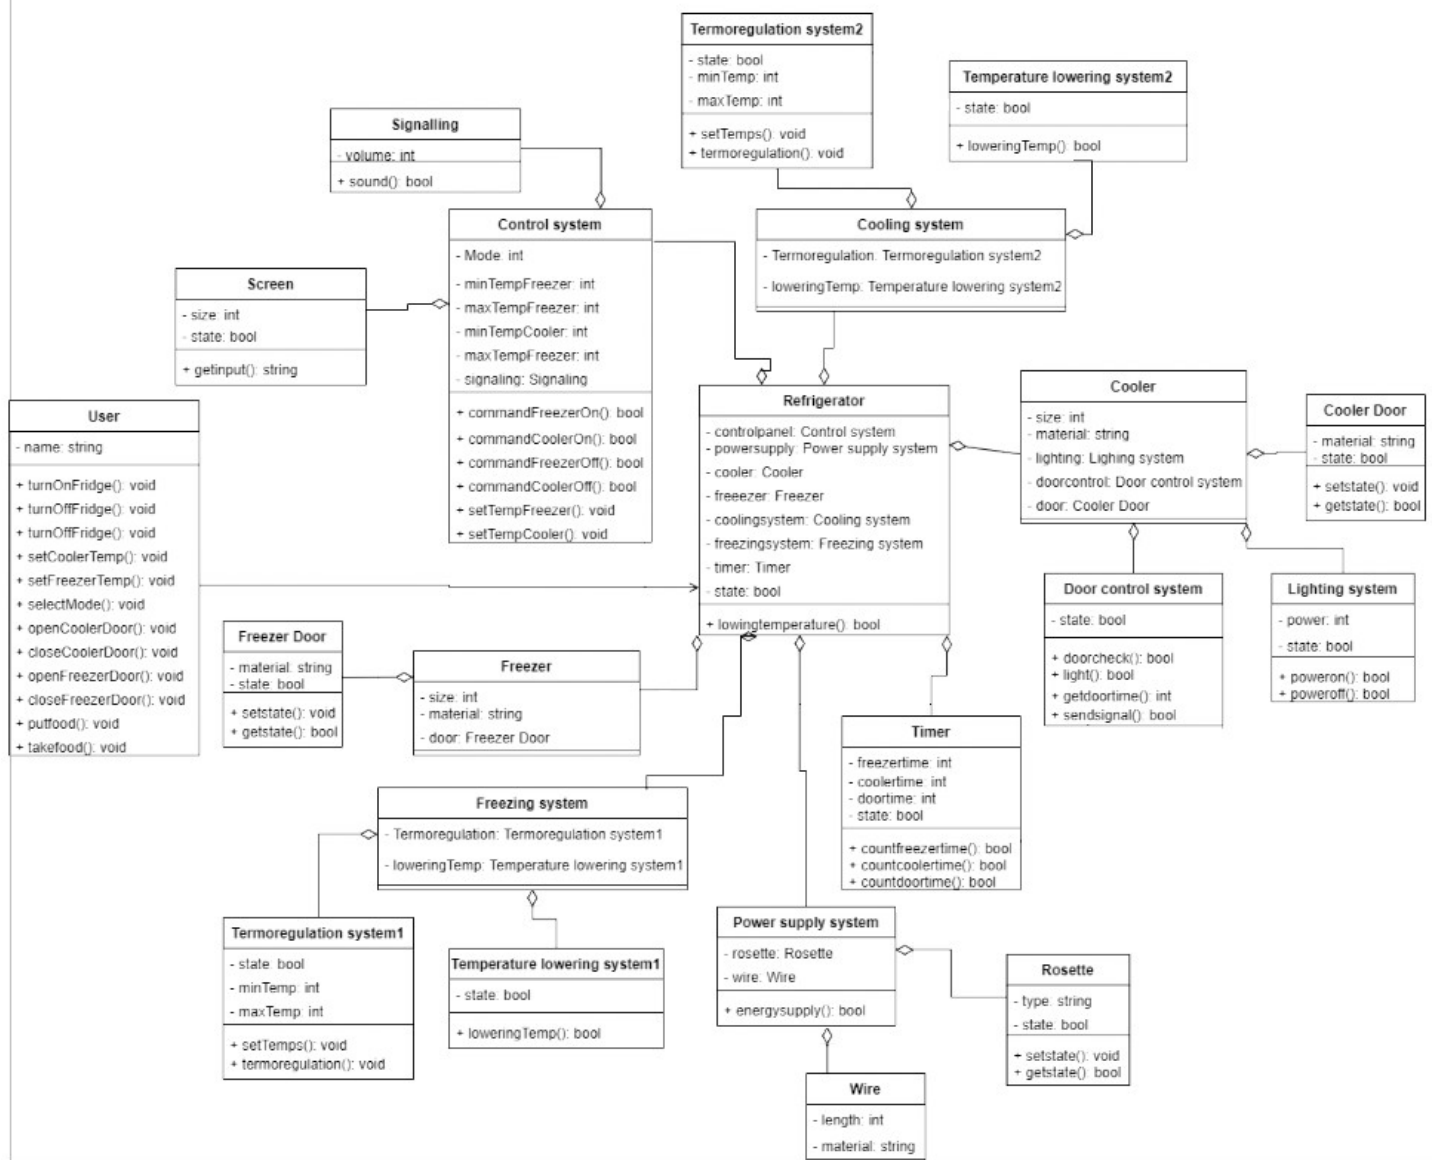 Termoregulation system2
- state: bool
- minTemp: int
- maxTemp: int
+ setTemps(): void
+ termoregulation(): void
Temperature lowering system2
- state: bool
+ loweringTemp(): bool
Signalling
- volume: int
+ sound(): bool
Control system
- Mode: int
- minTempFreezer: int
- maxTempFreezer: int
- minTempCooler: int
- maxTempFreezer: int
- signaling: Signaling
+ commandFreezerOn(): bool
+ commandCoolerOn(): bool
+ commandFreezerOff(): bool
+ commandCoolerOff(): bool
+ setTempFreezer(): void
+ setTempCooler(): void
Cooling system
- Termoregulation: Termoregulation system2
- loweringTemp: Temperature lowering system2
Screen
- size: int
- state: bool
+ getinput(): string
User
- name: string
+ turnOnFridge(): void
+ turnOffFridge(): void
+ turnOffFridge(): void
+ setCoolerTemp(): void
+ setFreezerTemp(): void
+ selectMode(): void
+ openCoolerDoor(): void
+ closeCoolerDoor(): void
+ openFreezerDoor(): void
+ closeFreezerDoor(): void
+ putfood(): void
+ takefood(): void
Refrigerator
- controlpanel: Control system
- powersupply: Power supply system
- cooler: Cooler
- freeezer: Freezer
- coolingsystem: Cooling system
- freezingsystem: Freezing system
- timer: Timer
- state: bool
+ lowingtemperature(): bool
Cooler
- size: int
- material: string
- lighting: Lighing system
- doorcontrol: Door control system
- door: Cooler Door
Cooler Door
- material: string
- state: bool
+ setstate(): void
+ getstate(): bool
Door control system
- state: bool
+ doorcheck(): bool
+ light(): bool
+ getdoortime(): int
+ sendsignal(): bool
Lighting system
- power: int
- state: bool
+ poweron(): bool
+ poweroff(): bool
Freezer Door
- material: string
- state: bool
+ setstate(): void
+ getstate(): bool
Freezer
- size: int
- material: string
- door: Freezer Door
Timer
- freezertime: int
- coolertime: int
- doortime: int
- state: bool
+ countfreezertime(): bool
+ countcoolertime(): bool
+ countdoortime(): bool
Freezing system
- Termoregulation: Termoregulation system1
- loweringTemp: Temperature lowering system1
Termoregulation system1
- state: bool
- minTemp: int
- maxTemp: int
+ setTemps(): void
+ termoregulation(): void
Temperature lowering system1
- state: bool
+ loweringTemp(): bool
Power supply system
- rosette: Rosette
- wire: Wire
+ energysupply(): bool
Rosette
- type: string
- state: bool
+ setstate(): void
+ getstate(): bool
Wire
- length: int
- material: string